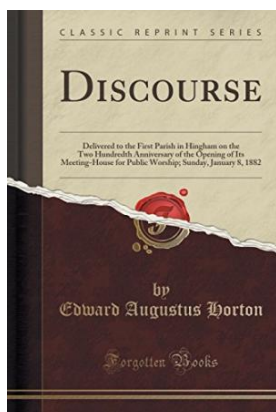 CLASSIC REPRINT SERIES
DISCOURSE
Delivered to the First Parish in Hingham on the
Two Hundredth Anniversary of the Opening of Its
Meeting-House for Public Worship; Sunday, January 8, 1882
by
Edward Augustus Horton
Forgotten Books